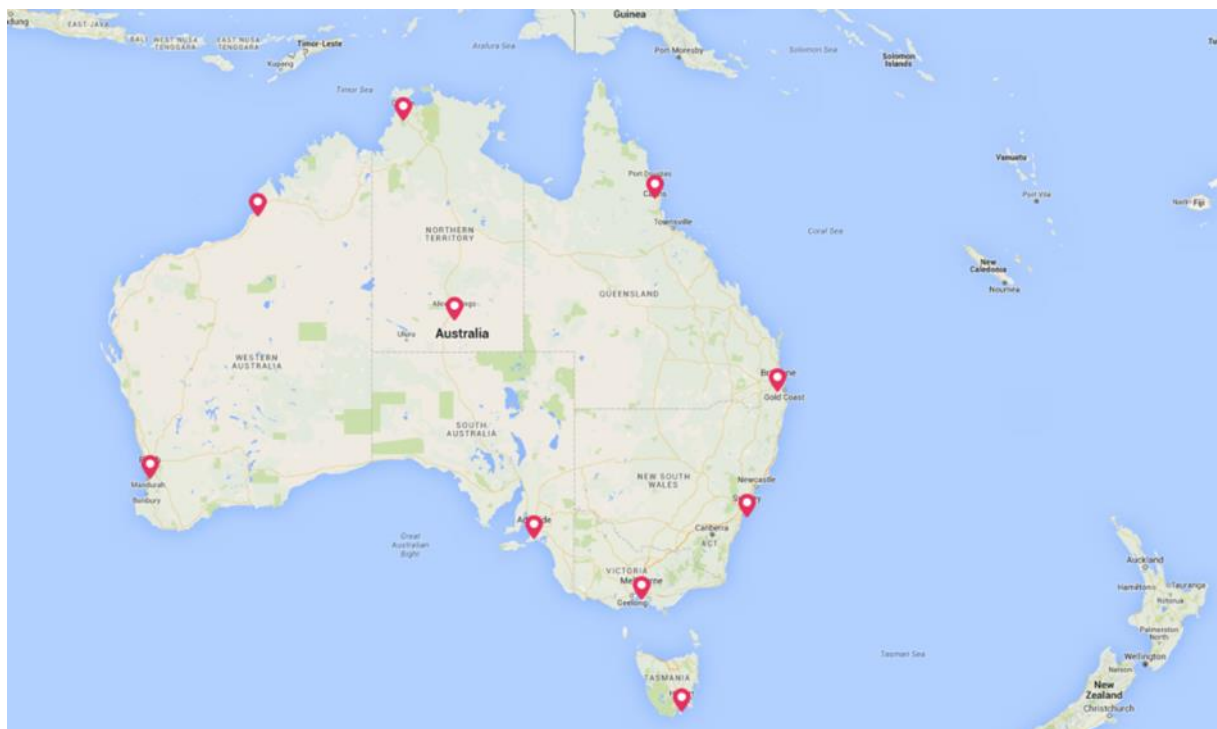 dung
EAST JAVA
BALI
WEST NUSA
TENGGARA
EAST NUSA
TENGGARA
Timor-Leste
Kupang
Arafura Sea
Guinea
Port Moresby
Solomon Sea
Solomon
Islands
Tu
Timor Sea
Port Douglas
Vanuatu
Port Vila
Fiji
Townsville
Coral Sea
NORTHERN
TERRITORY
New
Caledonia
Noumea
QUEENSLAND
Uluru
Australia
WESTERN
AUSTRALIA
Gold Coast
SOUTH
AUSTRALIA
Mandurah
Bunbury
NEW SOUTH
WALES
Newcastle
Canberra
ACT
Great
Australian
Bight
VICTORIA
Geelong
Auckland
Hamilton
Tauranga
Rotorua
Palmerston
North
Tasman Sea
Wellington
Nelson
TASMANIA
New
Zealand
Christchurch